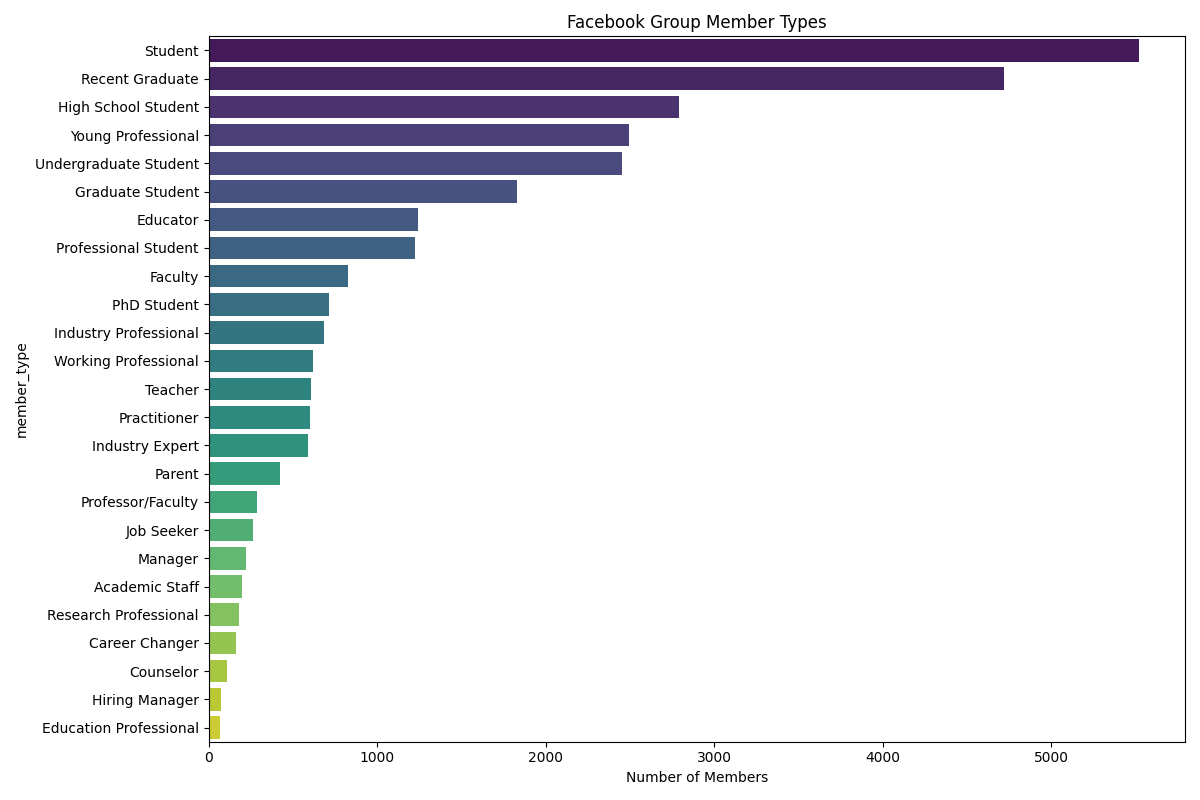 Facebook Group Member Types
Student
Recent Graduate
High School Student
Young Professional
Undergraduate Student
Graduate Student
Educator
Professional Student
Faculty
PhD Student
Industry Professional
Working Professional
Teacher
Practitioner
Industry Expert
Parent
Professor/Faculty
Job Seeker
Manager
Academic Staff
Research Professional
Career Changer
Counselor
Hiring Manager
Education Professional
member_type
0 1000 2000 3000 4000 5000
Number of Members